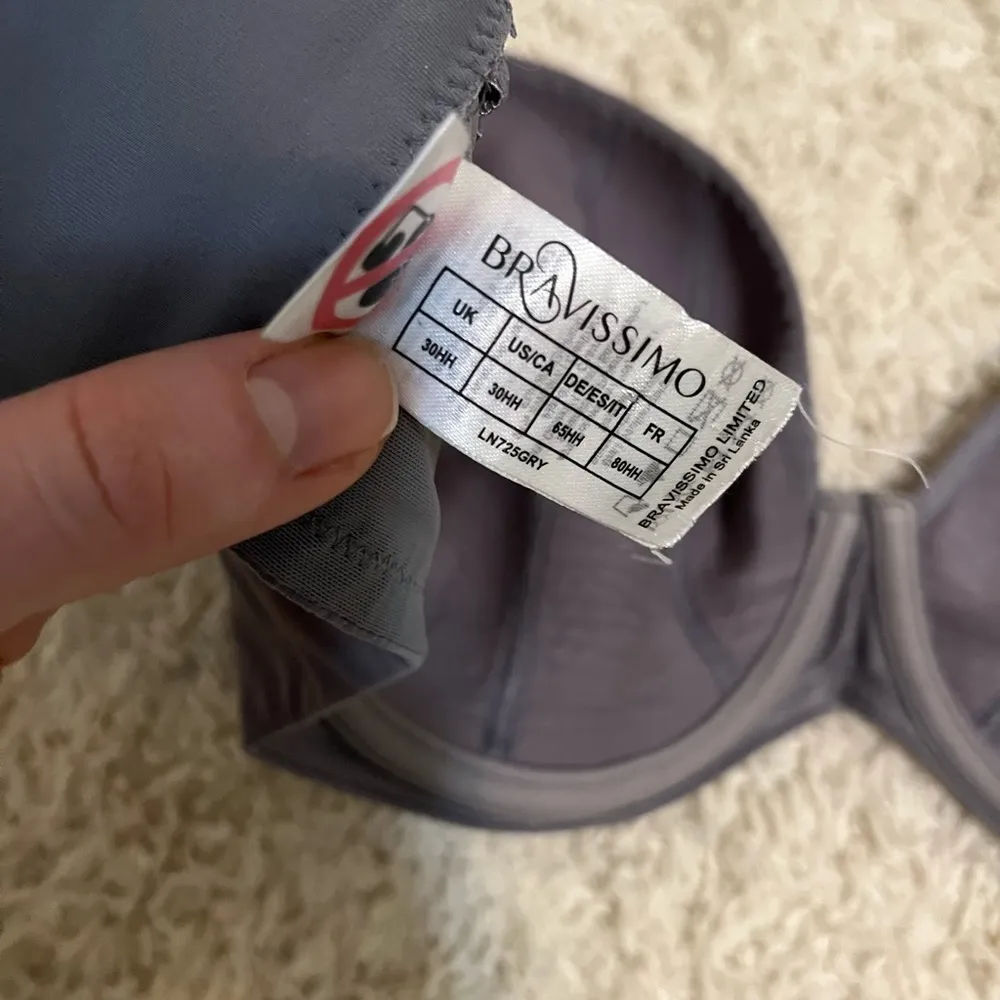 BRAVISSIMO
UK US/CA DE/ES/IT FR
30HH 30HH 65HH 80HH
LN725GRY
BRAVISSIMO LIMITED
Made in Sri Lanka